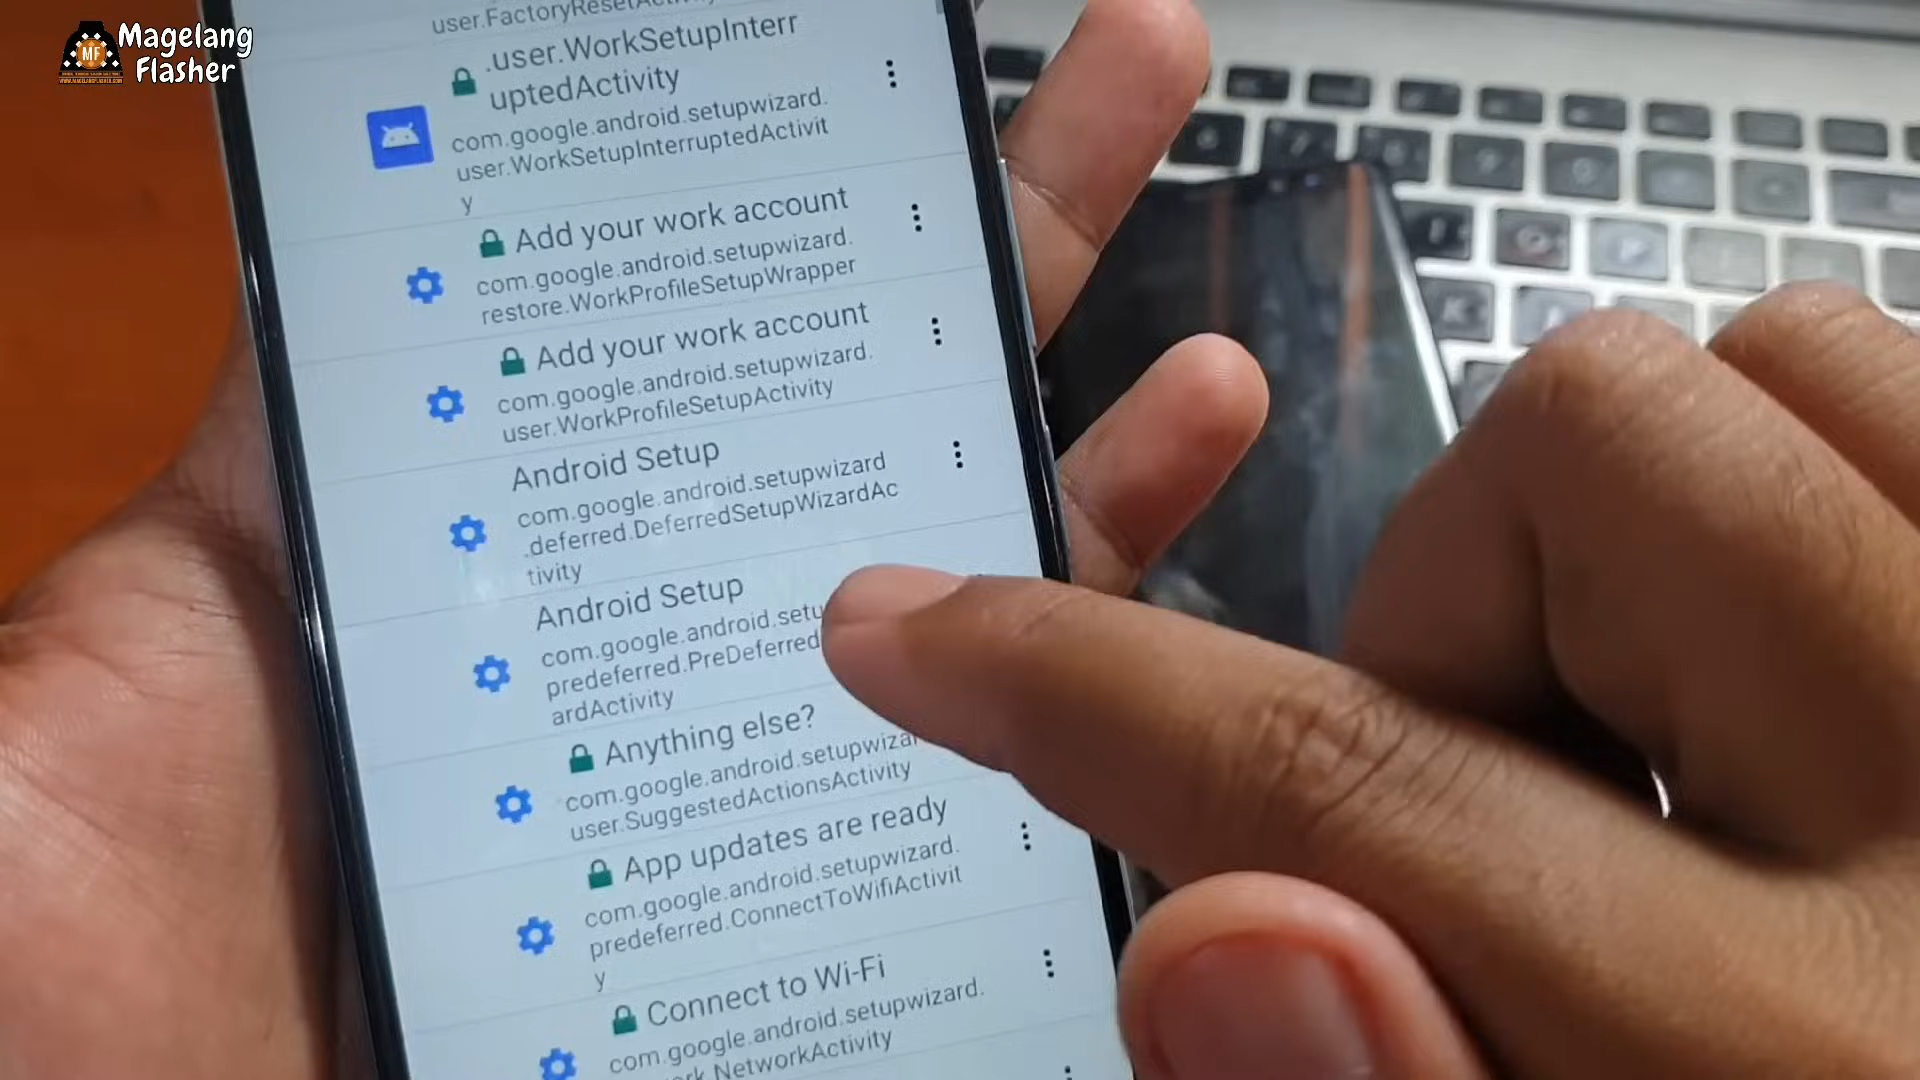 Magelang
Flasher
MF
user.FactoryResetActivity
.user.WorkSetupInterr
uptedActivity
com.google.android.setupwizard.
user.WorkSetupInterruptedActivit
y
Add your work account
com.google.android.setupwizard.
restore.WorkProfileSetupWrapper
Add your work account
com.google.android.setupwizard.
user.WorkProfileSetupActivity
Android Setup
com.google.android.setupwizard
.deferred.DeferredSetupWizardAc
tivity
Android Setup
com.google.android.setu
predeferred.PreDeferred
ardActivity
Anything else?
com.google.android.setupwizar
user.SuggestedActionsActivity
App updates are ready
com.google.android.setupwizard.
predeferred.ConnectToWifiActivit
y
Connect to Wi-Fi
com.google.android.setupwizard.
rk.NetworkActivity